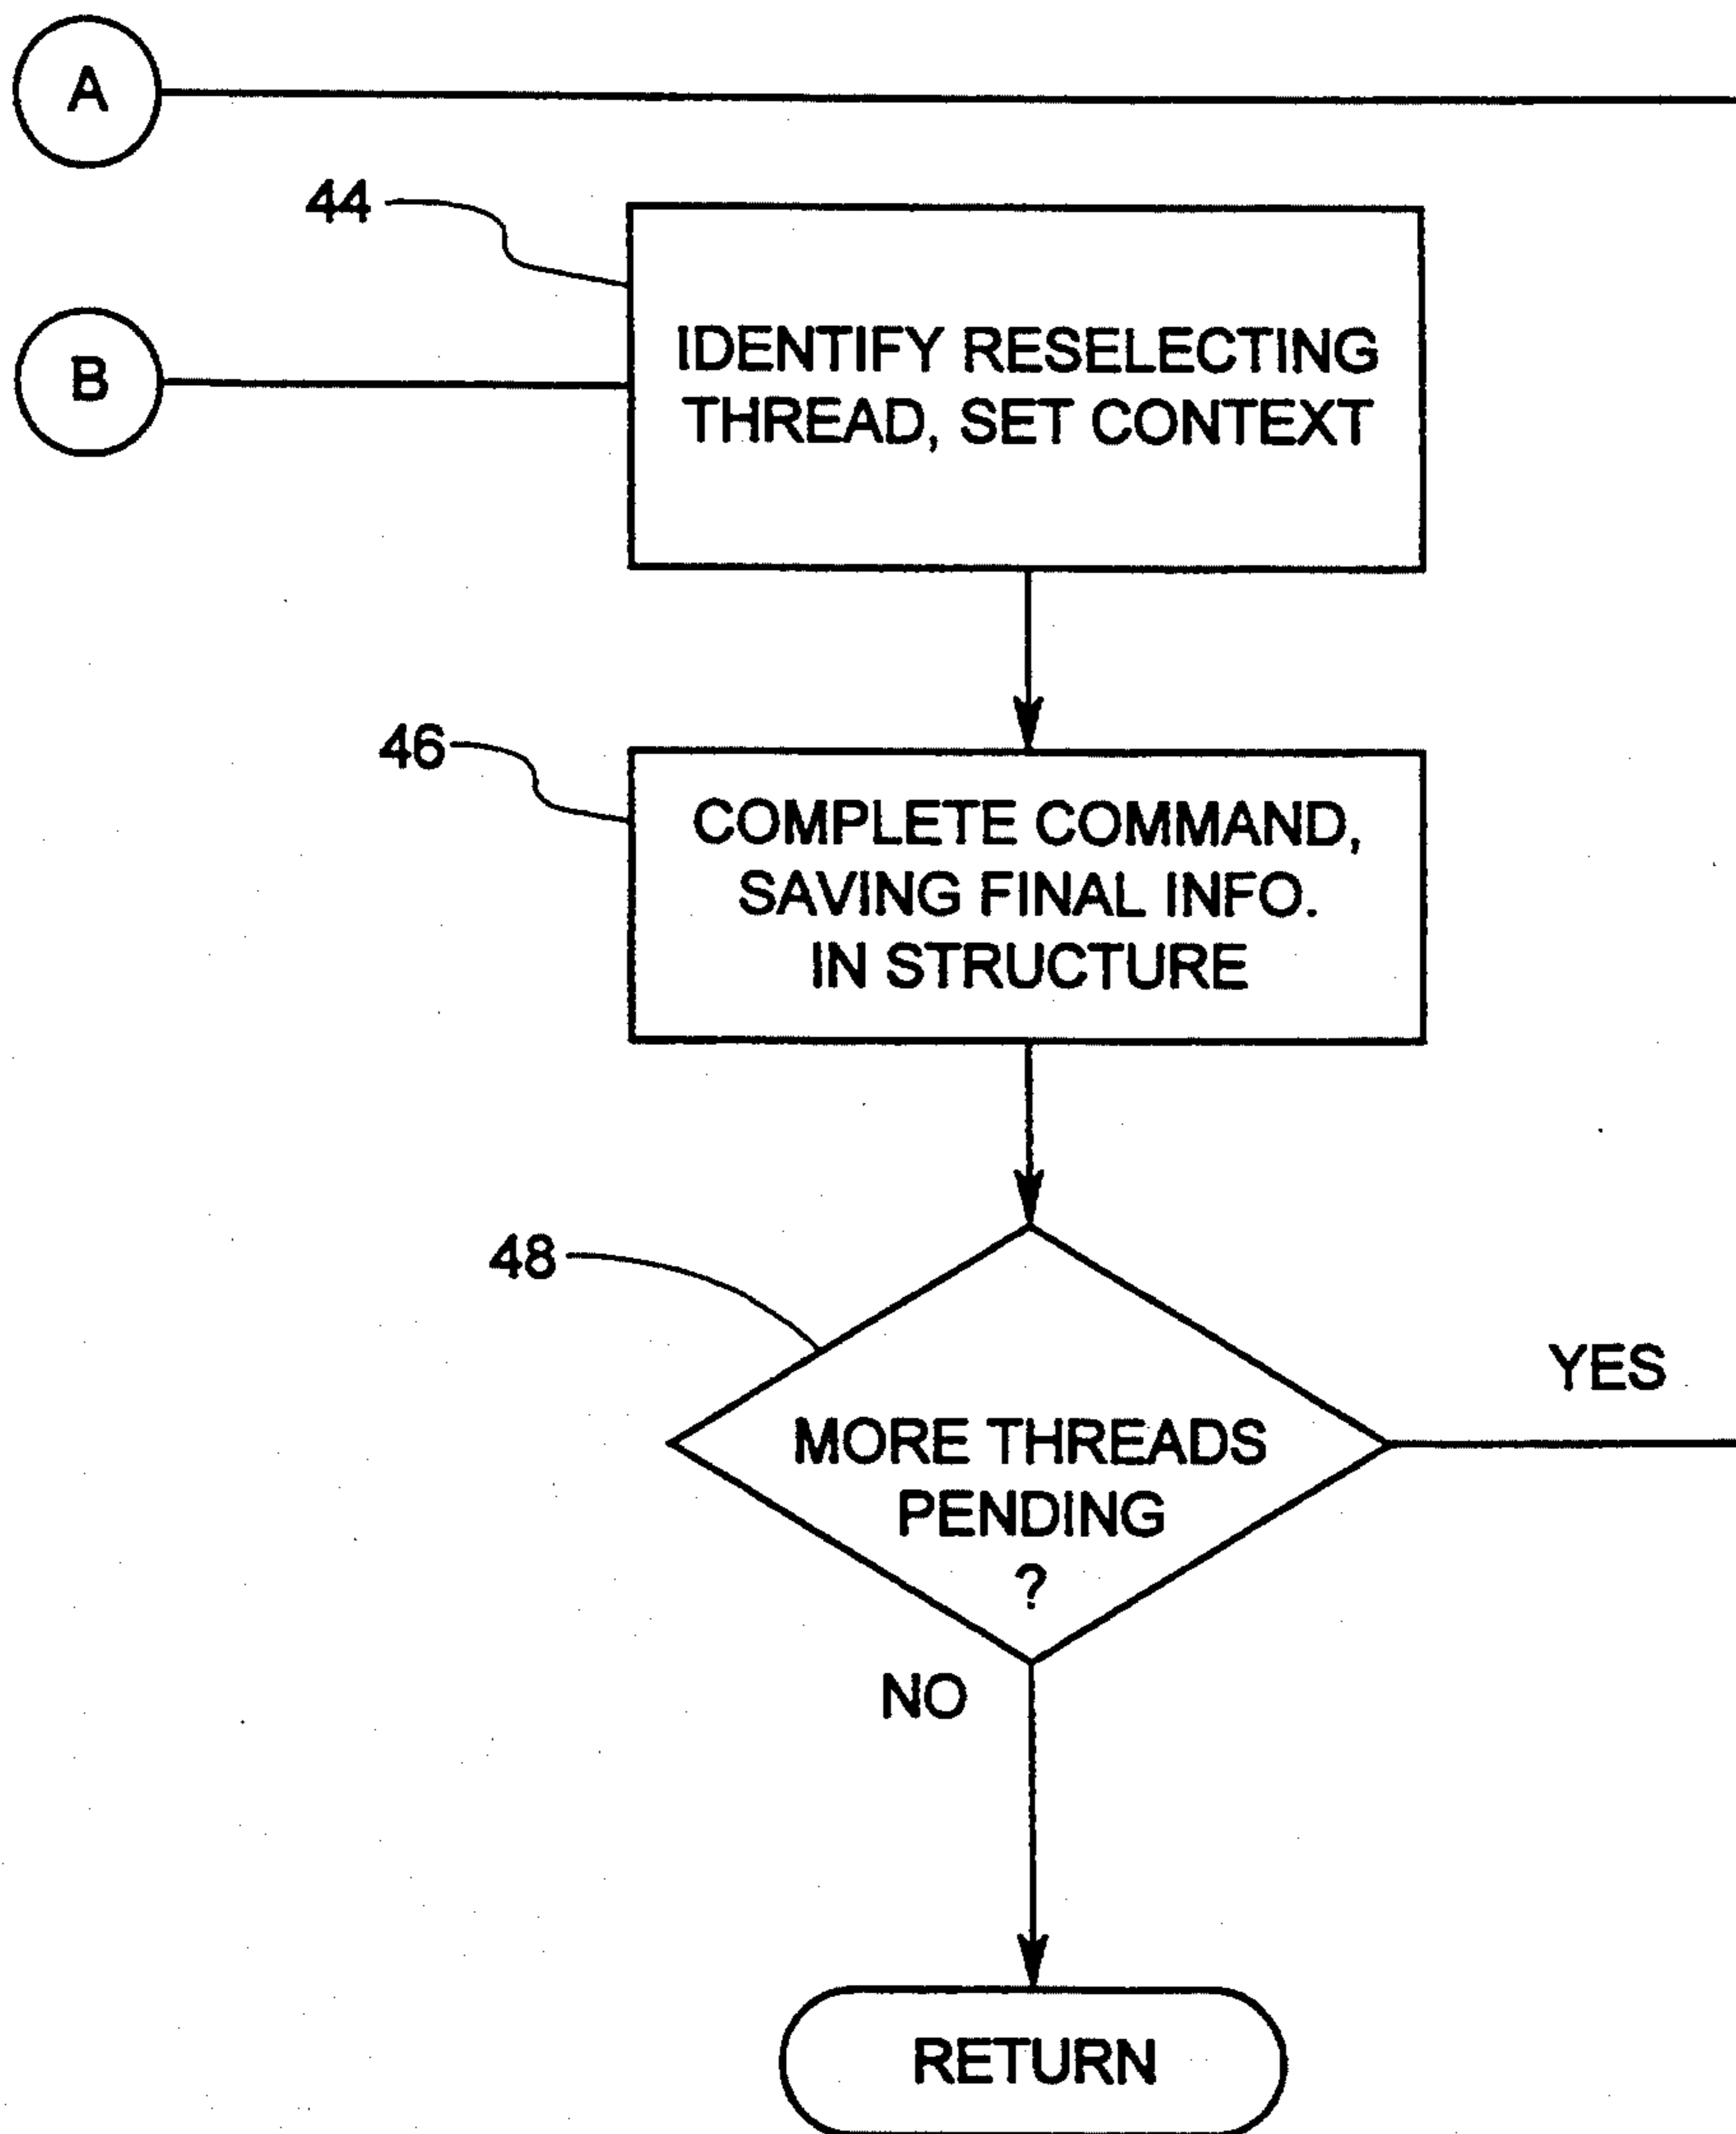 A
44
B
IDENTIFY RESELECTING
THREAD, SET CONTEXT
46
COMPLETE COMMAND,
SAVING FINAL INFO.
IN STRUCTURE
48
YES
MORE THREADS
PENDING
?
NO
RETURN